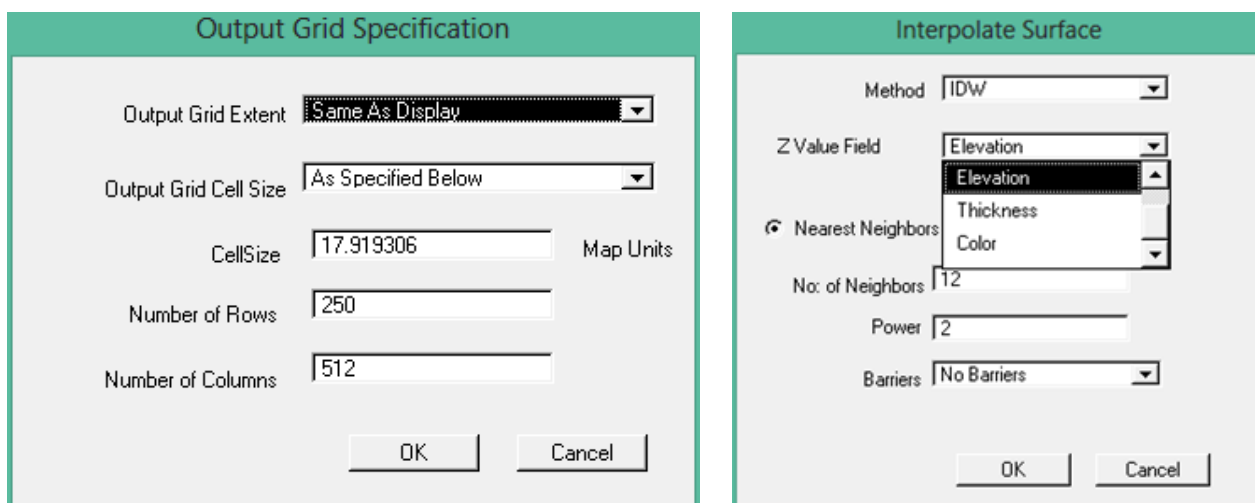 Output Grid Specification
Output Grid Extent Same As Display
Output Grid Cell Size As Specified Below
CellSize 17.919306 Map Units
Number of Rows 250
Number of Columns 512
OK Cancel
Interpolate Surface
Method IDW
Z Value Field Elevation
Elevation
Thickness
Nearest Neighbors
Color
No: of Neighbors 12
Power 2
Barriers No Barriers
OK Cancel